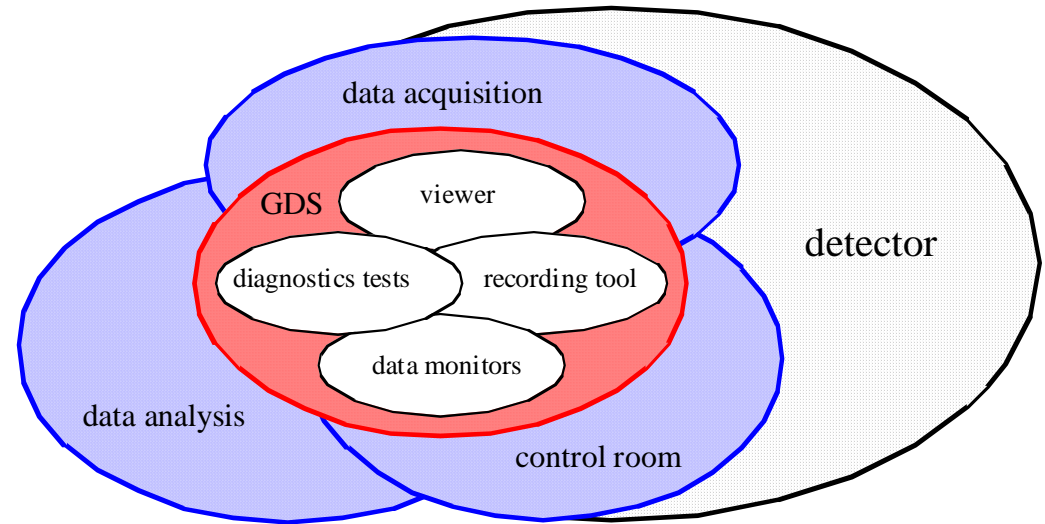 data acquisition
viewer
GDS
detector
diagnostics tests
recording tool
data monitors
data analysis
control room